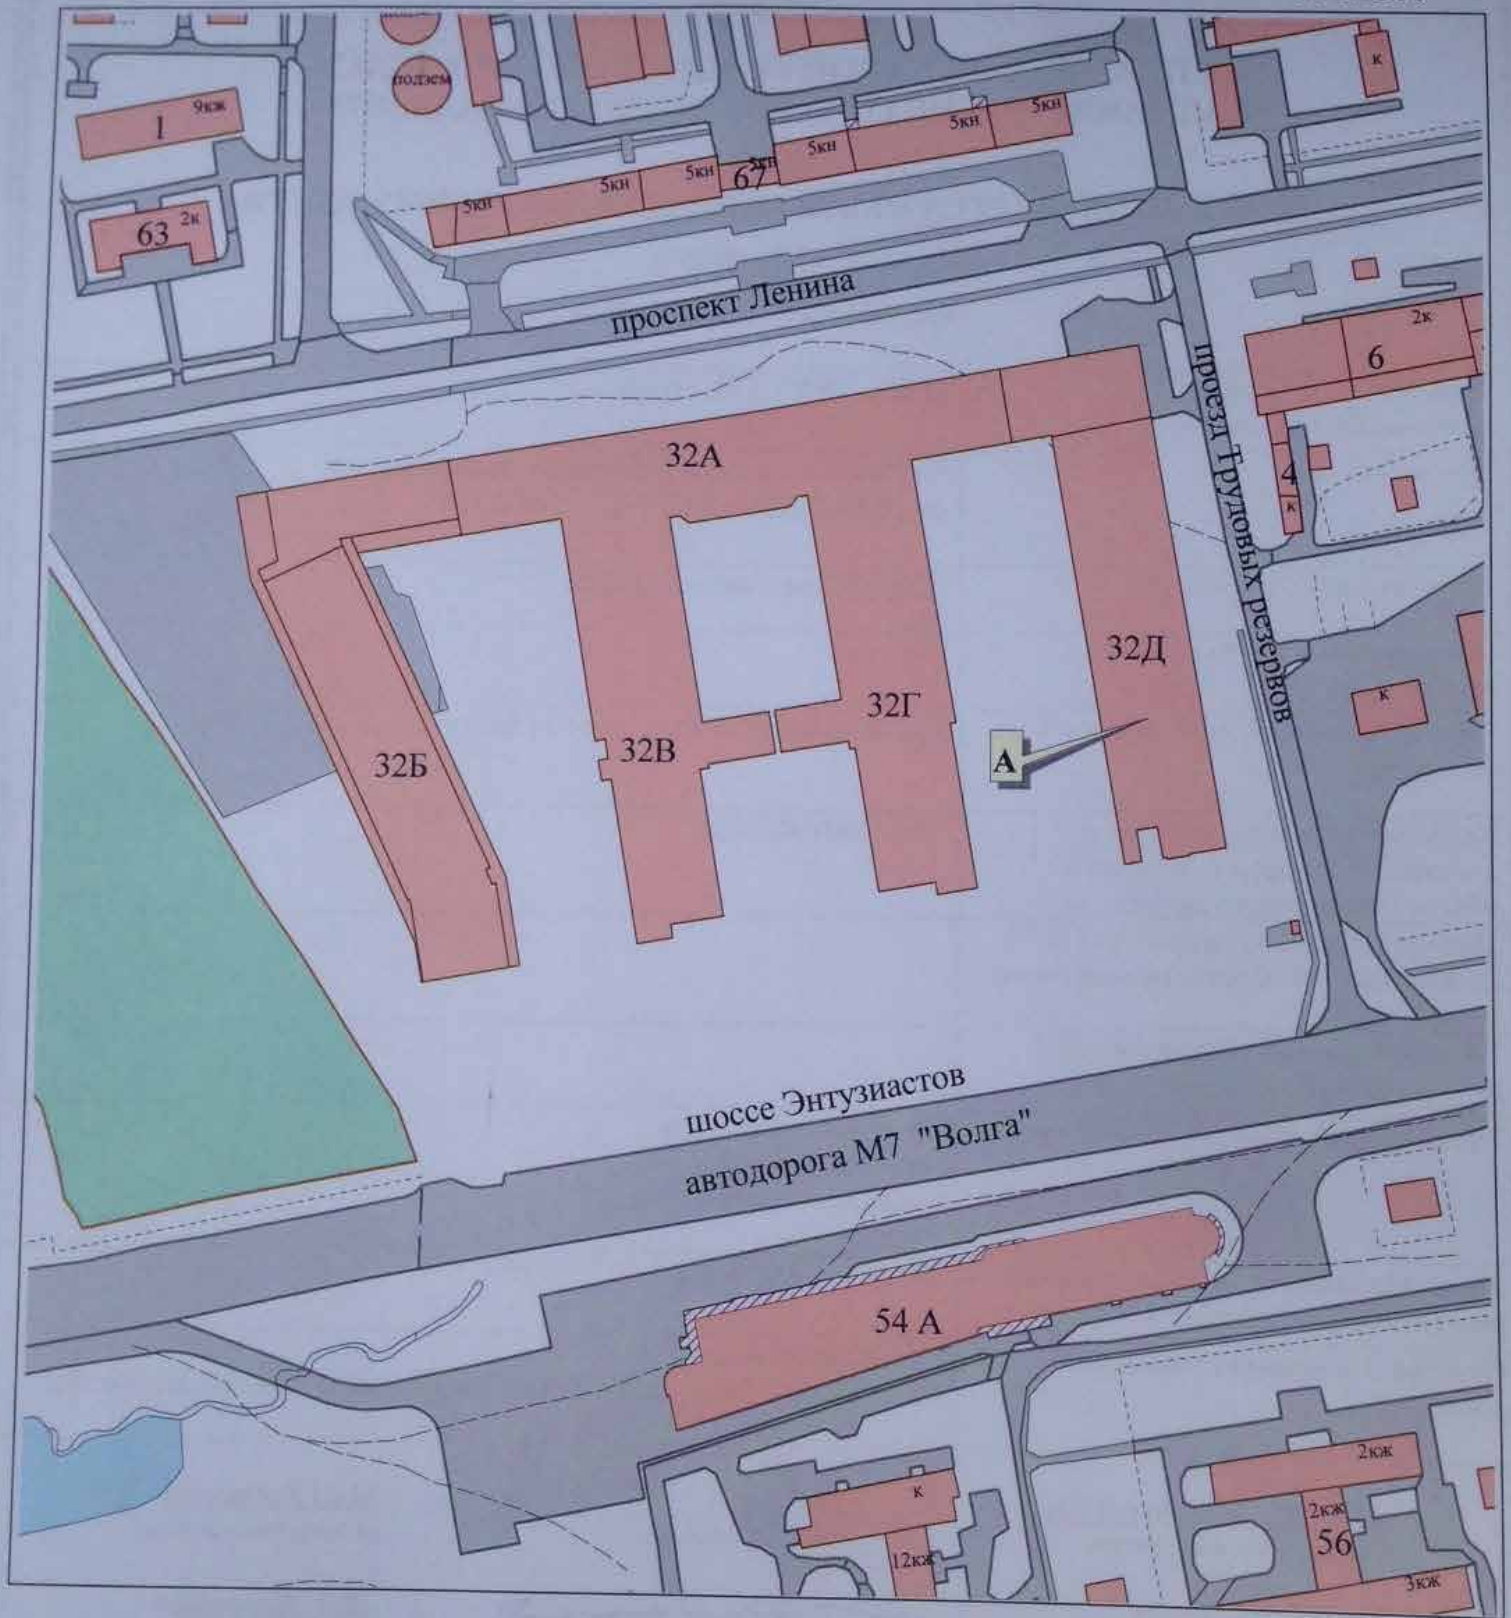 подзем
к
9кж
1
5кн
5кн
5кн
5кн
5кн
67
5кн
5кн
2к
63
проспект Ленина
2к
6
проезд Трудовых резервов
32А
4
к
32Д
32Г
к
32В
А
32Б
шоссе Энтузиастов
автодорога М7 "Волга"
54 А
2кж
к
2кж
56
12кж
3кж